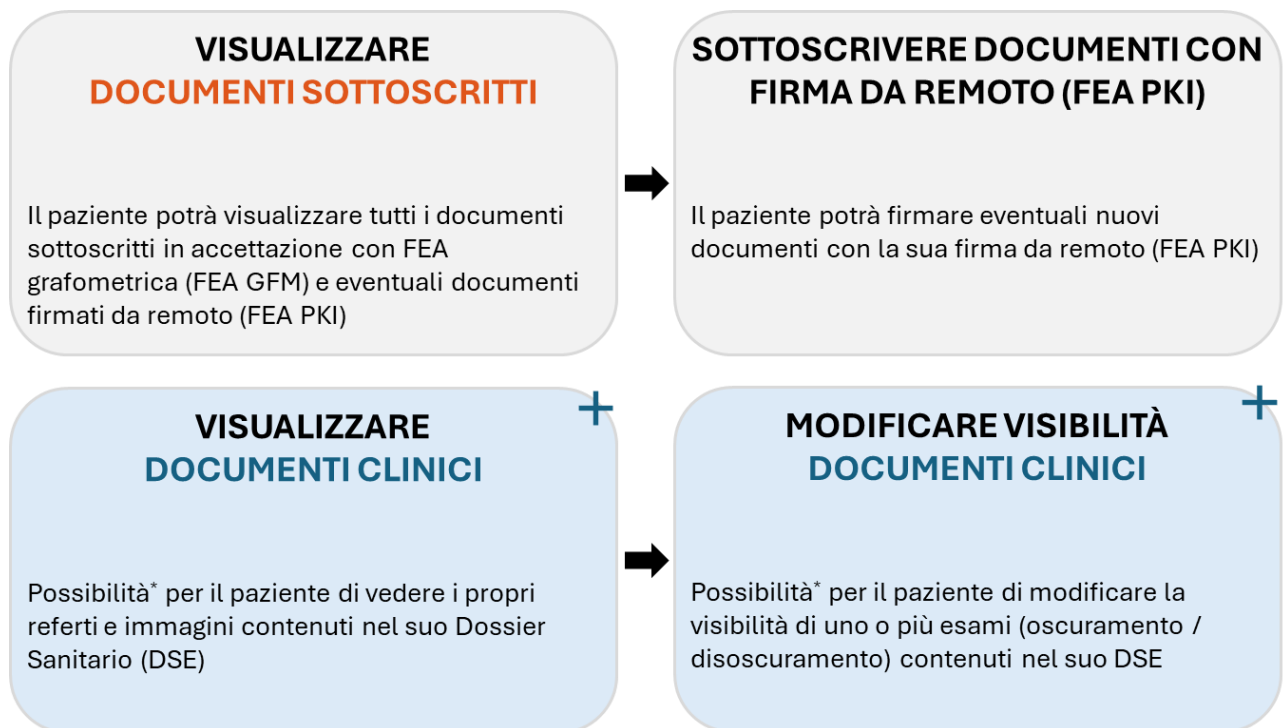 VISUALIZZARE
DOCUMENTI SOTTOSCRITTI
Il paziente potrà visualizzare tutti i documenti
sottoscritti in accettazione con FEA
grafometrica (FEA GFM) e eventuali documenti
firmati da remoto (FEA PKI)
SOTTOSCRIVERE DOCUMENTI CON
FIRMA DA REMOTO (FEA PKI)
Il paziente potrà firmare eventuali nuovi
documenti con la sua firma da remoto (FEA PKI)
VISUALIZZARE
DOCUMENTI CLINICI
Possibilità* per il paziente di vedere i propri
referti e immagini contenuti nel suo Dossier
Sanitario (DSE)
MODIFICARE VISIBILITÀ
DOCUMENTI CLINICI
Possibilità* per il paziente di modificare la
visibilità di uno o più esami (oscuramento /
disoscuramento) contenuti nel suo DSE